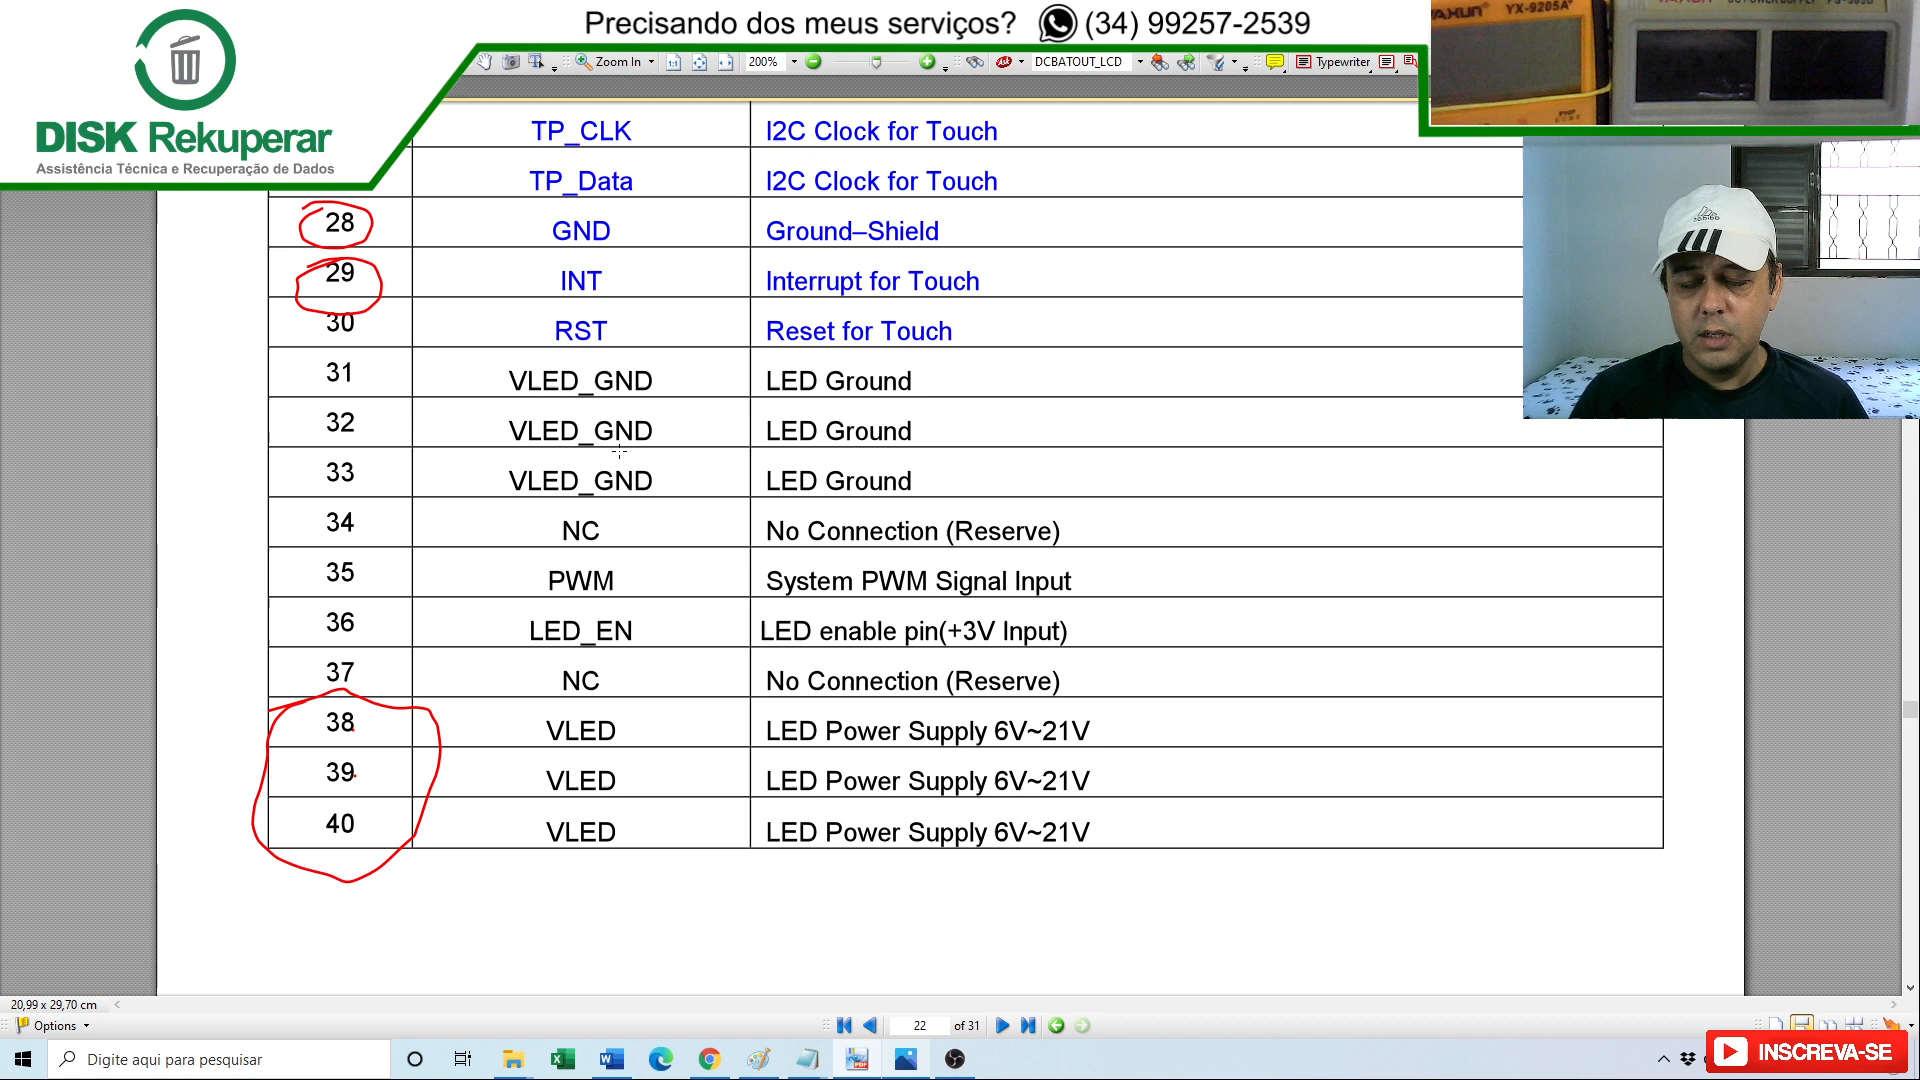 Precisando dos meus serviços? (34) 99257-2539
DISK Rekuperar
Assistência Técnica e Recuperação de Dados
Zoom In 200% DCBATOUT_LCD Typewriter
YX-9205A+
TP_CLK I2C Clock for Touch
TP_Data I2C Clock for Touch
28 GND Ground–Shield
29 INT Interrupt for Touch
30 RST Reset for Touch
31 VLED_GND LED Ground
32 VLED_GND LED Ground
33 VLED_GND LED Ground
34 NC No Connection (Reserve)
35 PWM System PWM Signal Input
36 LED_EN LED enable pin(+3V Input)
37 NC No Connection (Reserve)
38 VLED LED Power Supply 6V~21V
39 VLED LED Power Supply 6V~21V
40 VLED LED Power Supply 6V~21V
20,99 x 29,70 cm
Options 22 of 31
Digite aqui para pesquisar
INSCREVA-SE